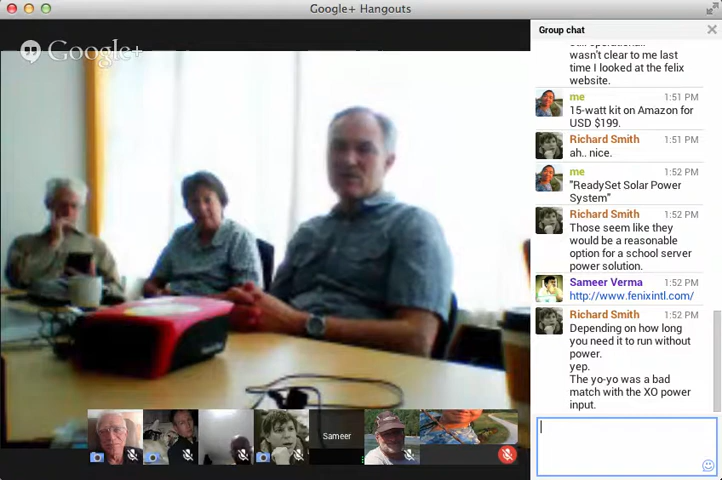 Google+ Hangouts
Google+
Group chat
wasn't clear to me last
time I looked at the felix
website.
me
1:51 PM
15-watt kit on Amazon for
USD $199.
Richard Smith
1:51 PM
ah.. nice.
me
1:52 PM
"ReadySet Solar Power
System"
Richard Smith
1:52 PM
Those seem like they
would be a reasonable
option for a school server
power solution.
Sameer Verma
1:52 PM
http://www.fenixintl.com/
Richard Smith
1:52 PM
Depending on how long
you need it to run without
power.
yep.
The yo-yo was a bad
match with the XO power
input.
Sameer